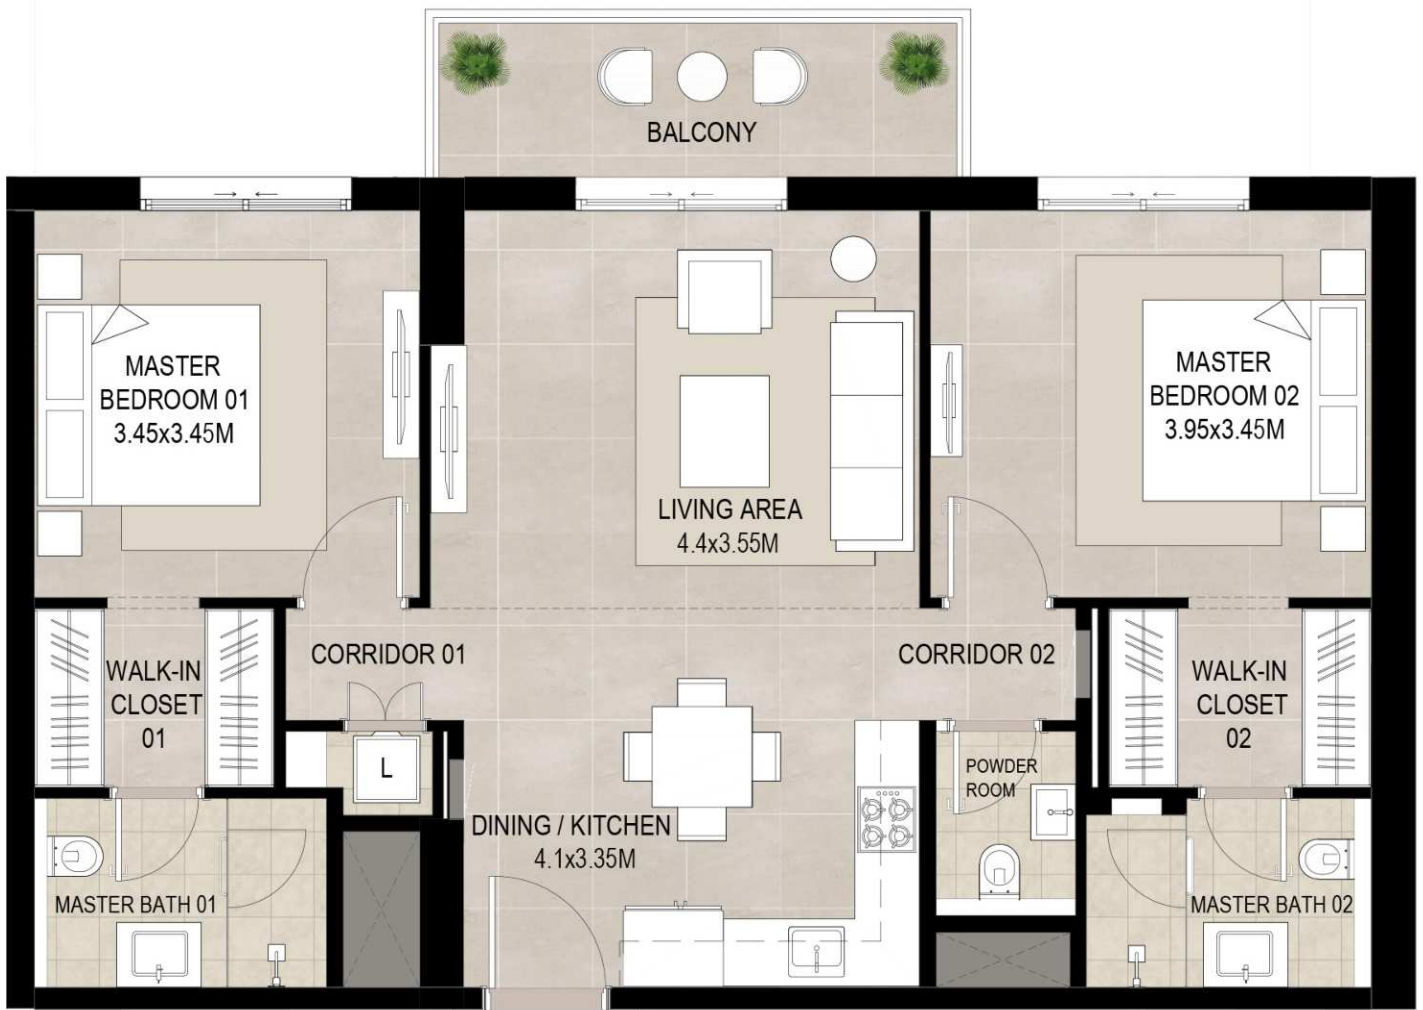 BALCONY
MASTER
BEDROOM 01
3.45x3.45M
LIVING AREA
4.4x3.55M
MASTER
BEDROOM 02
3.95x3.45M
CORRIDOR 01
CORRIDOR 02
WALK-IN
CLOSET
01
WALK-IN
CLOSET
02
L
POWDER
ROOM
DINING / KITCHEN
4.1x3.35M
MASTER BATH 01
MASTER BATH 02